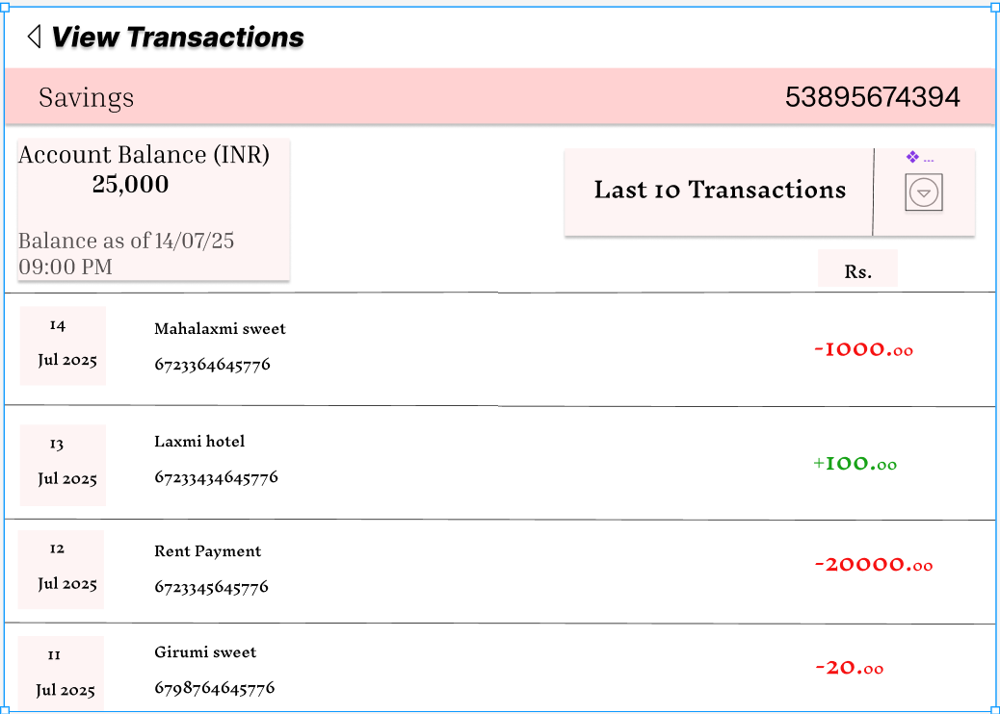 View Transactions
Savings 53895674394
Account Balance (INR)
25,000
Balance as of 14/07/25
09:00 PM
...
Last 10 Transactions
Rs.
14
Jul 2025
Mahalaxmi sweet
6723364645776
-1000.00
13
Jul 2025
Laxmi hotel
67233434645776
+100.00
12
Jul 2025
Rent Payment
6723345645776
-20000.00
11
Jul 2025
Girumi sweet
6798764645776
-20.00